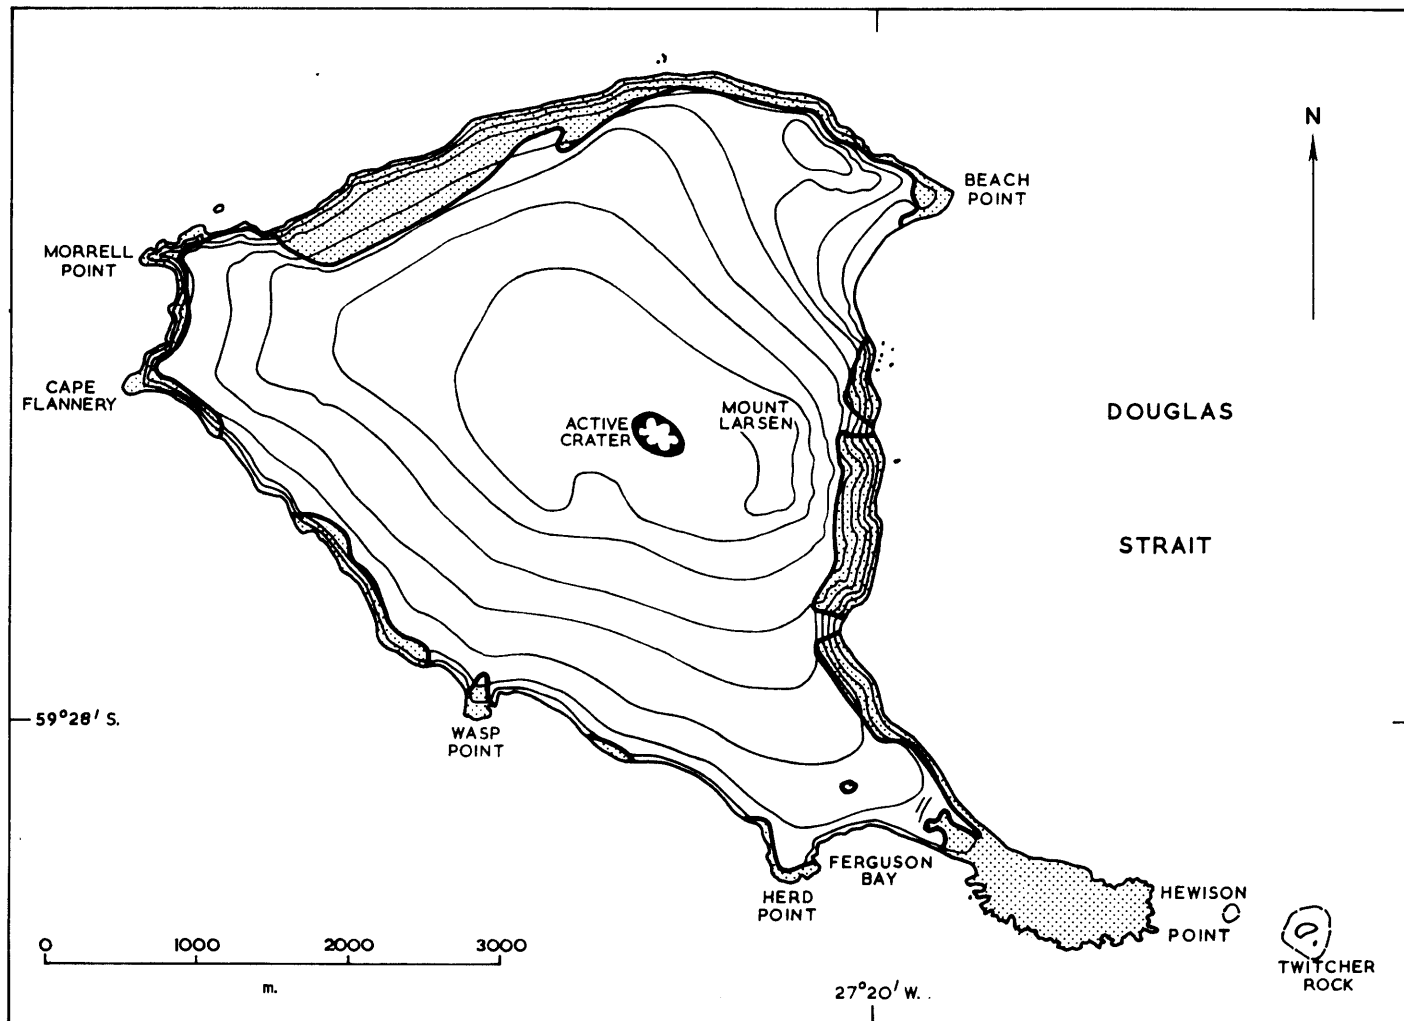 N
BEACH
POINT
MORRELL
POINT
CAPE
FLANNERY
ACTIVE
CRATER
MOUNT
LARSEN
DOUGLAS
STRAIT
59°28' S.
WASP
POINT
FERGUSON
BAY
HERD
POINT
HEWISON
POINT
TWITCHER
ROCK
0 1000 2000 3000
m.
27°20' W.